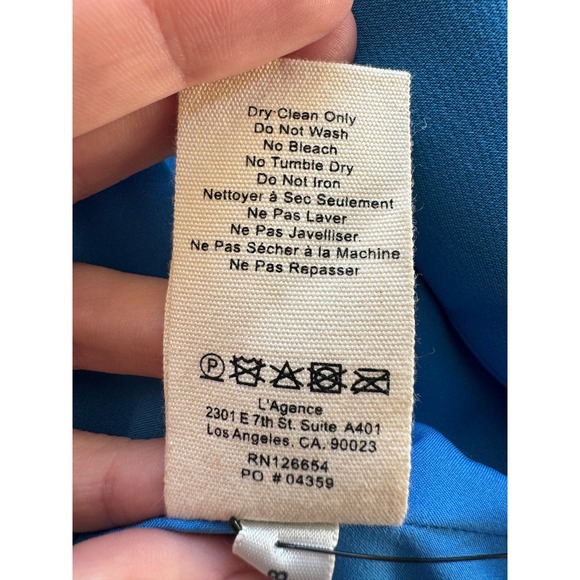 Dry Clean Only
Do Not Wash
No Bleach
No Tumble Dry
Do Not Iron
Nettoyer à Sec Seulement
Ne Pas Laver
Ne Pas Javelliser
Ne Pas Sécher à la Machine
Ne Pas Repasser
P
L'Agence
2301 E 7th St. Suite A401
Los Angeles, CA. 90023
RN126654
PO # 04359